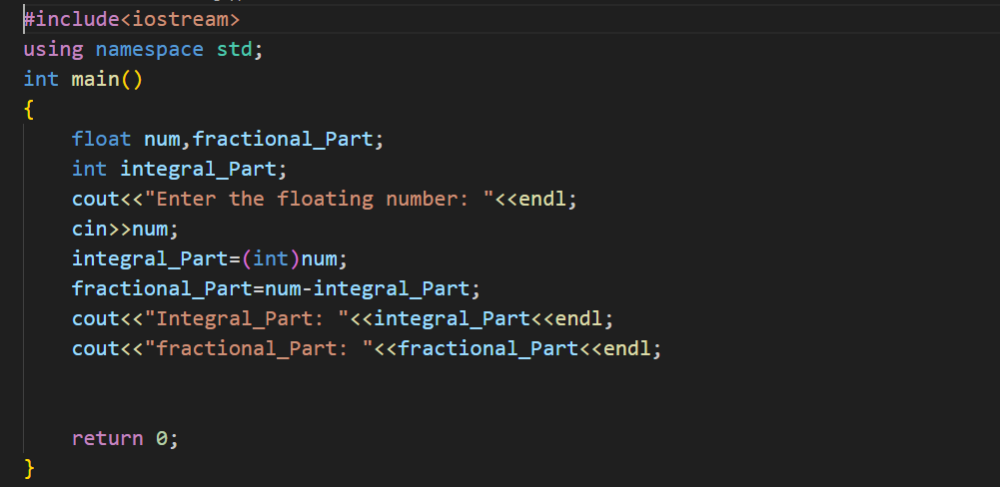 #include<iostream>
using namespace std;
int main()
{
    float num,fractional_Part;
    int integral_Part;
    cout<<"Enter the floating number: "<<endl;
    cin>>num;
    integral_Part=(int)num;
    fractional_Part=num-integral_Part;
    cout<<"Integral_Part: "<<integral_Part<<endl;
    cout<<"fractional_Part: "<<fractional_Part<<endl;
    return 0;
}